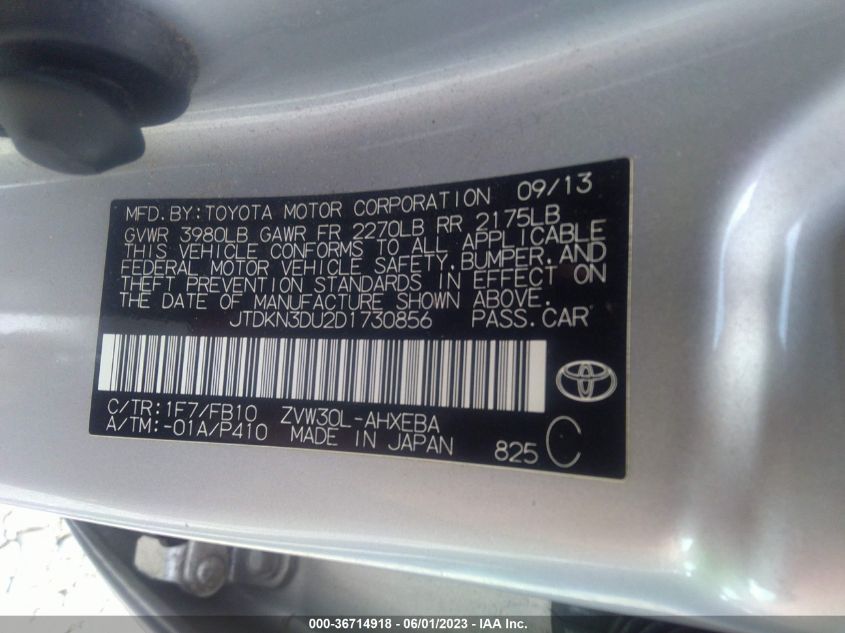 MFD. BY: TOYOTA MOTOR CORPORATION 09/13
GVWR 3980LB GAWR FR 2270LB RR 2175LB
THIS VEHICLE CONFORMS TO ALL APPLICABLE
FEDERAL MOTOR VEHICLE SAFETY, BUMPER, AND
THEFT PREVENTION STANDARDS IN EFFECT ON
THE DATE OF MANUFACTURE SHOWN ABOVE.
JTDKN3DU2D1730856 PASS. CAR
C/TR: 1F7/FB10 ZVW30L-AHXEBA
A/TM: -01A/P410 MADE IN JAPAN 825 C
000-36714918 - 06/01/2023 - IAA Inc.